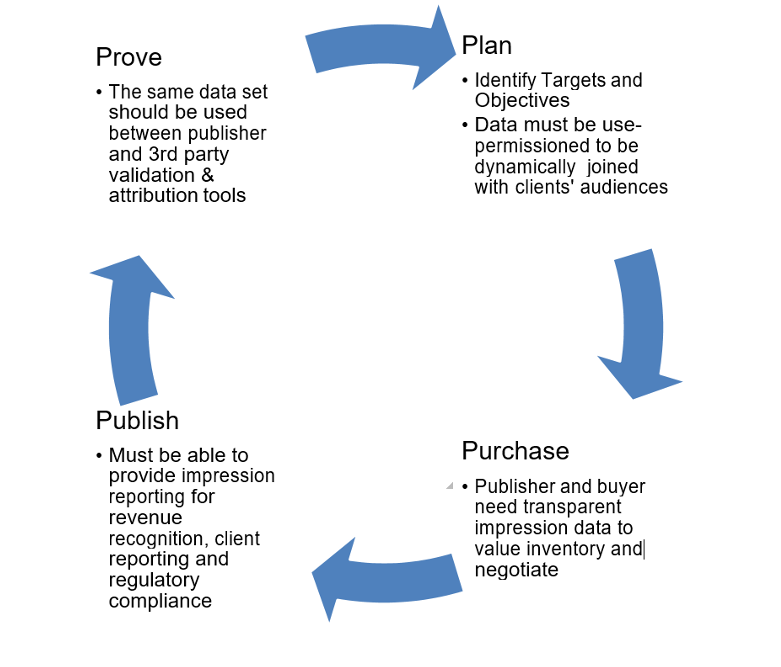 Prove
• The same data set
should be used
between publisher
and 3rd party
validation &
attribution tools
Plan
• Identify Targets and
Objectives
• Data must be use-
permissioned to be
dynamically joined
with clients' audiences
Purchase
• Publisher and buyer
need transparent
impression data to
value inventory and
negotiate
Publish
• Must be able to
provide impression
reporting for
revenue
recognition, client
reporting and
regulatory
compliance